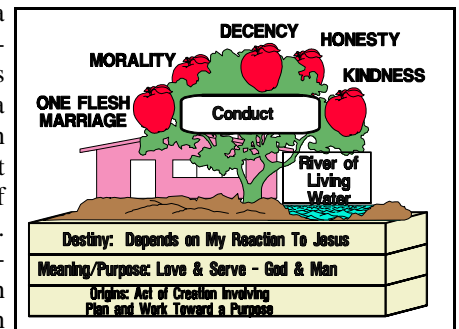 a
-
s
a
n
t
f
.
-
n
n
DECENCY
HONESTY
MORALITY
KINDNESS
ONE FLESH
MARRIAGE
Conduct
River of
Living
Water
Destiny: Depends on My Reaction To Jesus
Meaning/Purpose: Love & Serve - God & Man
Origins: Act of Creation Involving
Plan and Work Toward a Purpose